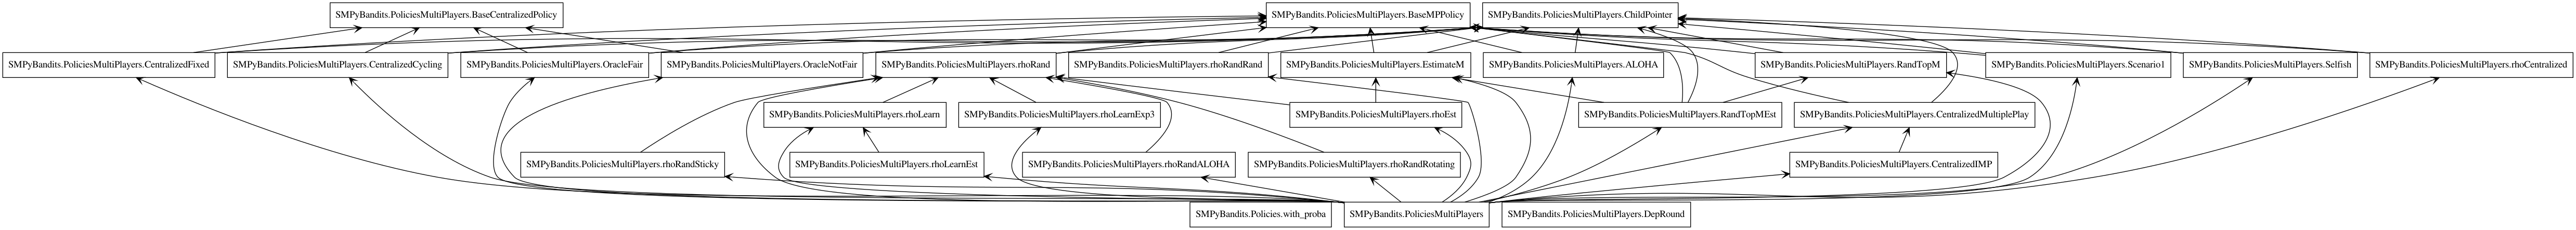 SMPyBandits.PoliciesMultiPlayers.BaseCentralizedPolicy
SMPyBandits.PoliciesMultiPlayers.BaseMPPolicy
SMPyBandits.PoliciesMultiPlayers.ChildPointer
SMPyBandits.PoliciesMultiPlayers.CentralizedFixed
SMPyBandits.PoliciesMultiPlayers.CentralizedCycling
SMPyBandits.PoliciesMultiPlayers.OracleFair
SMPyBandits.PoliciesMultiPlayers.OracleNotFair
SMPyBandits.PoliciesMultiPlayers.rhoRand
SMPyBandits.PoliciesMultiPlayers.rhoRandRand
SMPyBandits.PoliciesMultiPlayers.EstimateM
SMPyBandits.PoliciesMultiPlayers.ALOHA
SMPyBandits.PoliciesMultiPlayers.RandTopM
SMPyBandits.PoliciesMultiPlayers.Scenario1
SMPyBandits.PoliciesMultiPlayers.Selfish
SMPyBandits.PoliciesMultiPlayers.rhoCentralized
SMPyBandits.PoliciesMultiPlayers.rhoLearn
SMPyBandits.PoliciesMultiPlayers.rhoLearnExp3
SMPyBandits.PoliciesMultiPlayers.rhoEst
SMPyBandits.PoliciesMultiPlayers.RandTopMEst
SMPyBandits.PoliciesMultiPlayers.CentralizedMultiplePlay
SMPyBandits.PoliciesMultiPlayers.rhoRandSticky
SMPyBandits.PoliciesMultiPlayers.rhoLearnEst
SMPyBandits.PoliciesMultiPlayers.rhoRandALOHA
SMPyBandits.PoliciesMultiPlayers.rhoRandRotating
SMPyBandits.PoliciesMultiPlayers.CentralizedIMP
SMPyBandits.Policies.with_proba
SMPyBandits.PoliciesMultiPlayers
SMPyBandits.PoliciesMultiPlayers.DepRound